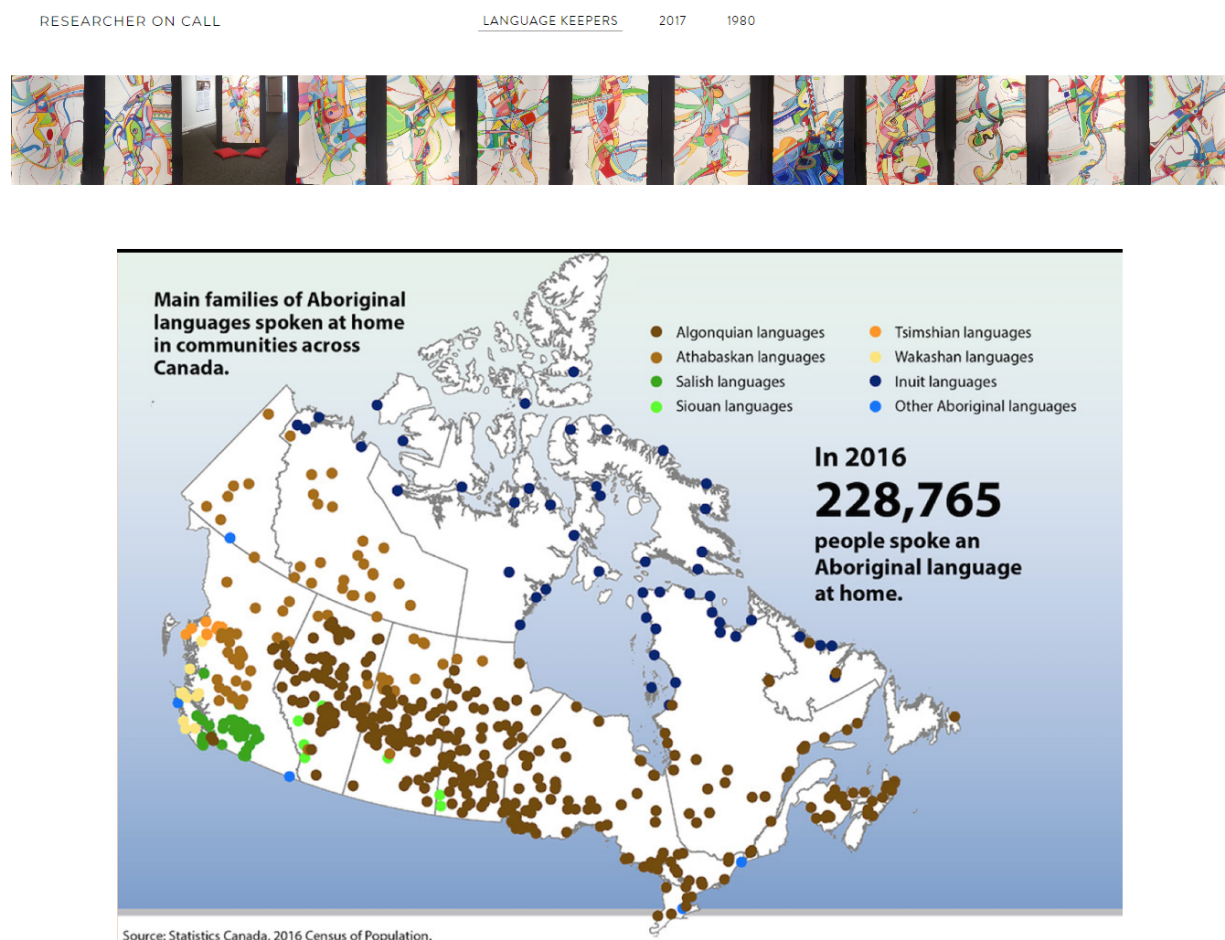 RESEARCHER ON CALL
LANGUAGE KEEPERS 2017 1980
Main families of Aboriginal
languages spoken at home
in communities across
Canada.
Algonquian languages
Athabaskan languages
Salish languages
Siouan languages
Tsimshian languages
Wakashan languages
Inuit languages
Other Aboriginal languages
In 2016
228,765
people spoke an
Aboriginal language
at home.
Source: Statistics Canada, 2016 Census of Population.